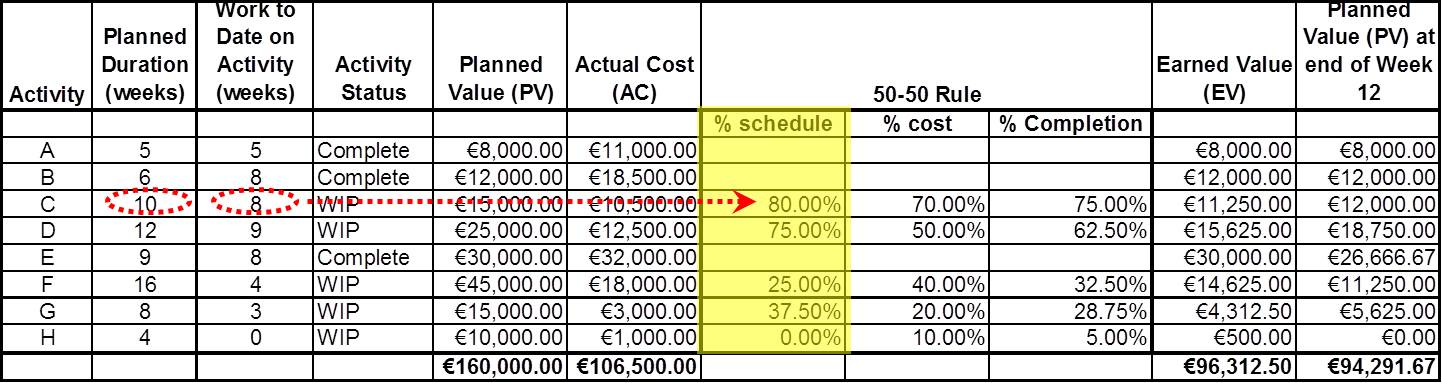 Activity Planned Duration (weeks) Work to Date on Activity (weeks) Activity Status Planned Value (PV) Actual Cost (AC) 50-50 Rule Earned Value (EV) Planned Value (PV) at end of Week 12
% schedule % cost % Completion
A 5 5 Complete €8,000.00 €11,000.00 €8,000.00 €8,000.00
B 6 8 Complete €12,000.00 €18,500.00 €12,000.00 €12,000.00
C 10 8 WIP €15,000.00 €10,500.00 80.00% 70.00% 75.00% €11,250.00 €12,000.00
D 12 9 WIP €25,000.00 €12,500.00 75.00% 50.00% 62.50% €15,625.00 €18,750.00
E 9 8 Complete €30,000.00 €32,000.00 €30,000.00 €26,666.67
F 16 4 WIP €45,000.00 €18,000.00 25.00% 40.00% 32.50% €14,625.00 €11,250.00
G 8 3 WIP €15,000.00 €3,000.00 37.50% 20.00% 28.75% €4,312.50 €5,625.00
H 4 0 WIP €10,000.00 €1,000.00 0.00% 10.00% 5.00% €500.00 €0.00
€160,000.00 €106,500.00 €96,312.50 €94,291.67